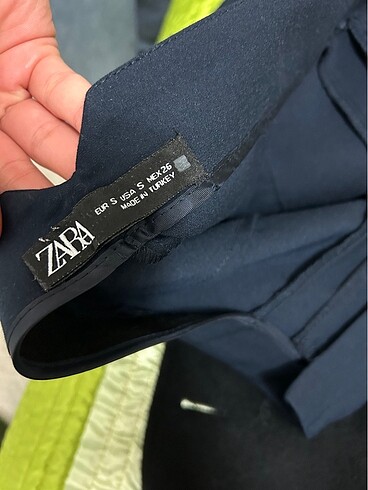 ZARA
EUR S USA S MEX 26
MADE IN TURKEY